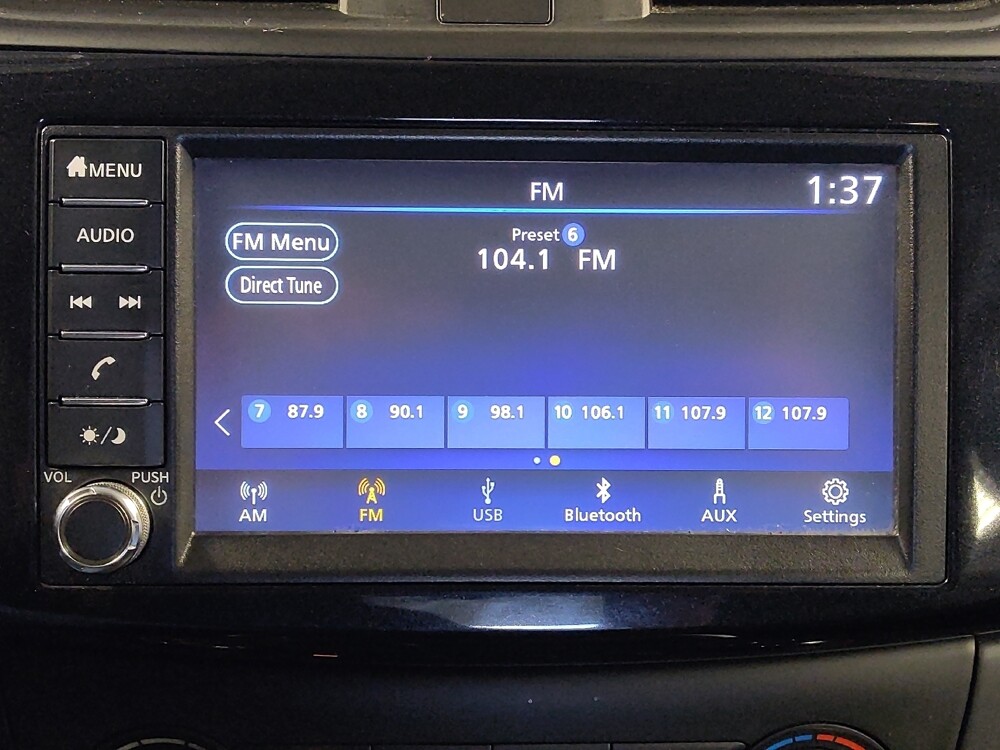 MENU
AUDIO
VOL
PUSH
FM
1:37
FM Menu
Direct Tune
Preset 6
104.1 FM
7 87.9
8 90.1
9 98.1
10 106.1
11 107.9
12 107.9
AM
FM
USB
Bluetooth
AUX
Settings